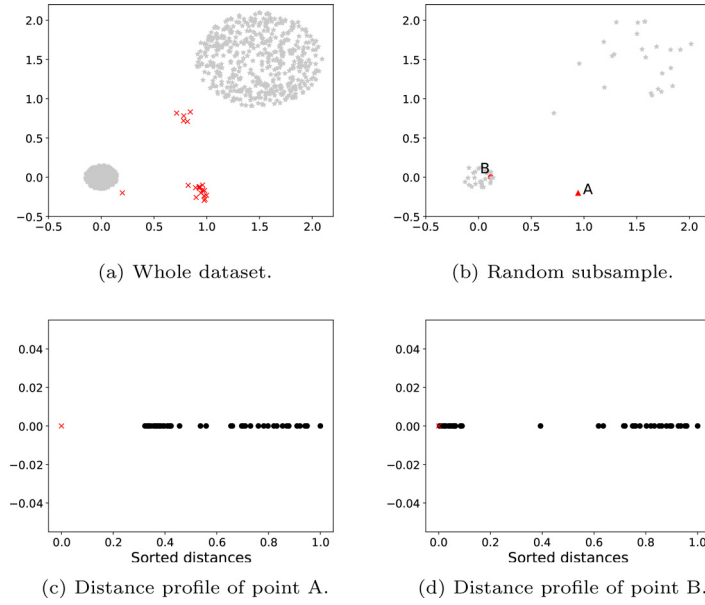 2.0
1.5
1.0
0.5
0.0
−0.5
0.0 0.5 1.0 1.5 2.0
(a) Whole dataset.
2.0
1.5
1.0
0.5
0.0
−0.5
B
A
0.0 0.5 1.0 1.5 2.0
(b) Random subsample.
0.04
0.02
0.00
−0.02
−0.04
0.0 0.2 0.4 0.6 0.8 1.0
Sorted distances
(c) Distance profile of point A.
0.04
0.02
0.00
−0.02
−0.04
0.0 0.2 0.4 0.6 0.8 1.0
Sorted distances
(d) Distance profile of point B.